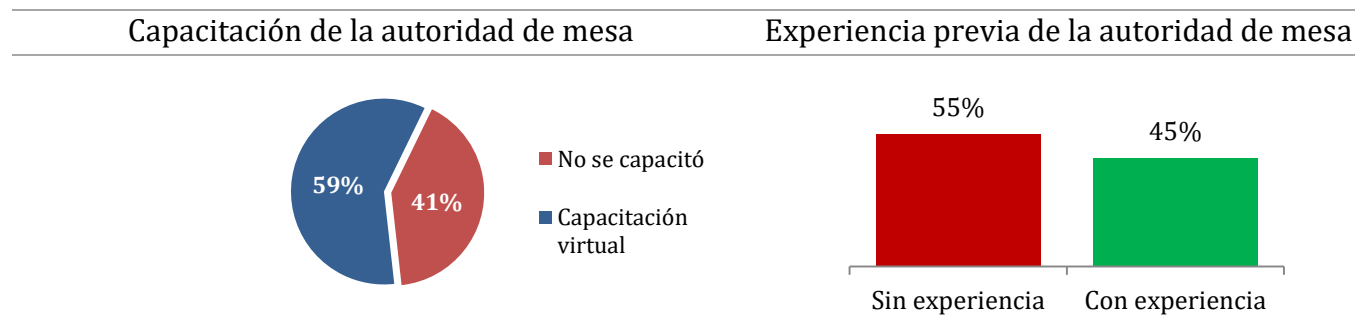 Capacitación de la autoridad de mesa
Experiencia previa de la autoridad de mesa
59%
41%
No se capacitó
Capacitación
virtual
55%
45%
Sin experiencia
Con experiencia